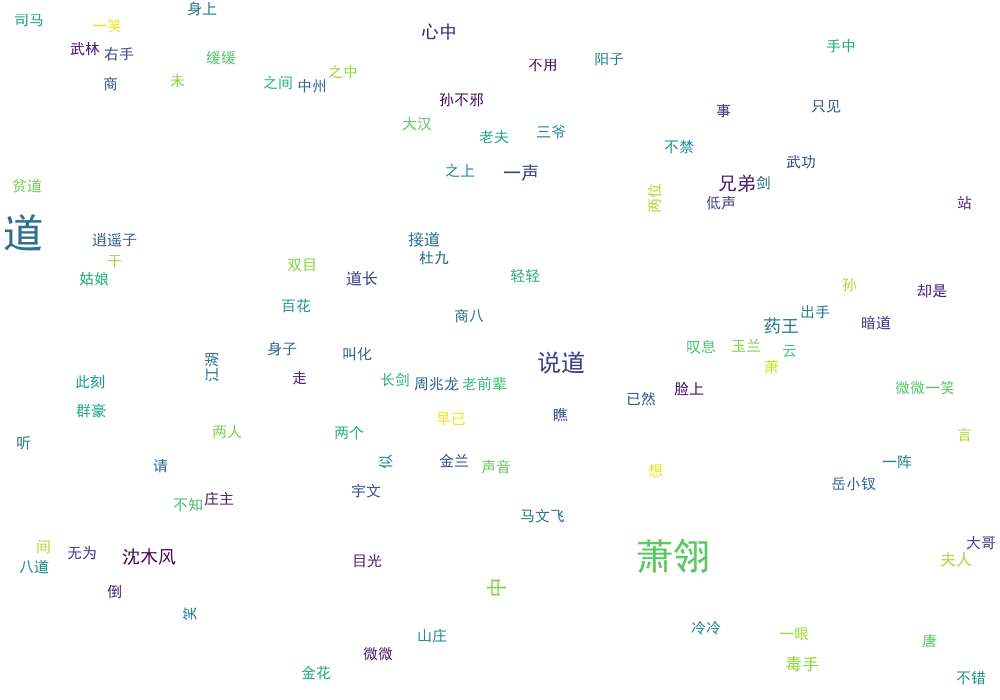 身上
司马
一笑
心中
武林
右手
手中
缓缓
阳子
不用
之中
之间
中州
未
商
孙不邪
只见
事
大汉
三爷
老夫
不禁
武功
之上
一声
兄弟
剑
贫道
两位
低声
站
道
逍遥子
接道
杜九
干
双目
姑娘
道长
轻轻
孙
却是
百花
出手
商八
药王
暗道
叹息
玉兰
云
身子
叫化
江湖
萧
说道
走
此刻
长剑
周兆龙
老前辈
脸上
微微一笑
已然
群豪
瞧
早已
两人
两个
言
听
请
似
金兰
声音
想
一阵
宇文
岳小钗
不知
庄主
马文飞
间
无为
沈木风
萧翎
大哥
八道
目光
夫人
倒
中
笑
山庄
冷冷
一眼
唐
微微
毒手
金花
不错